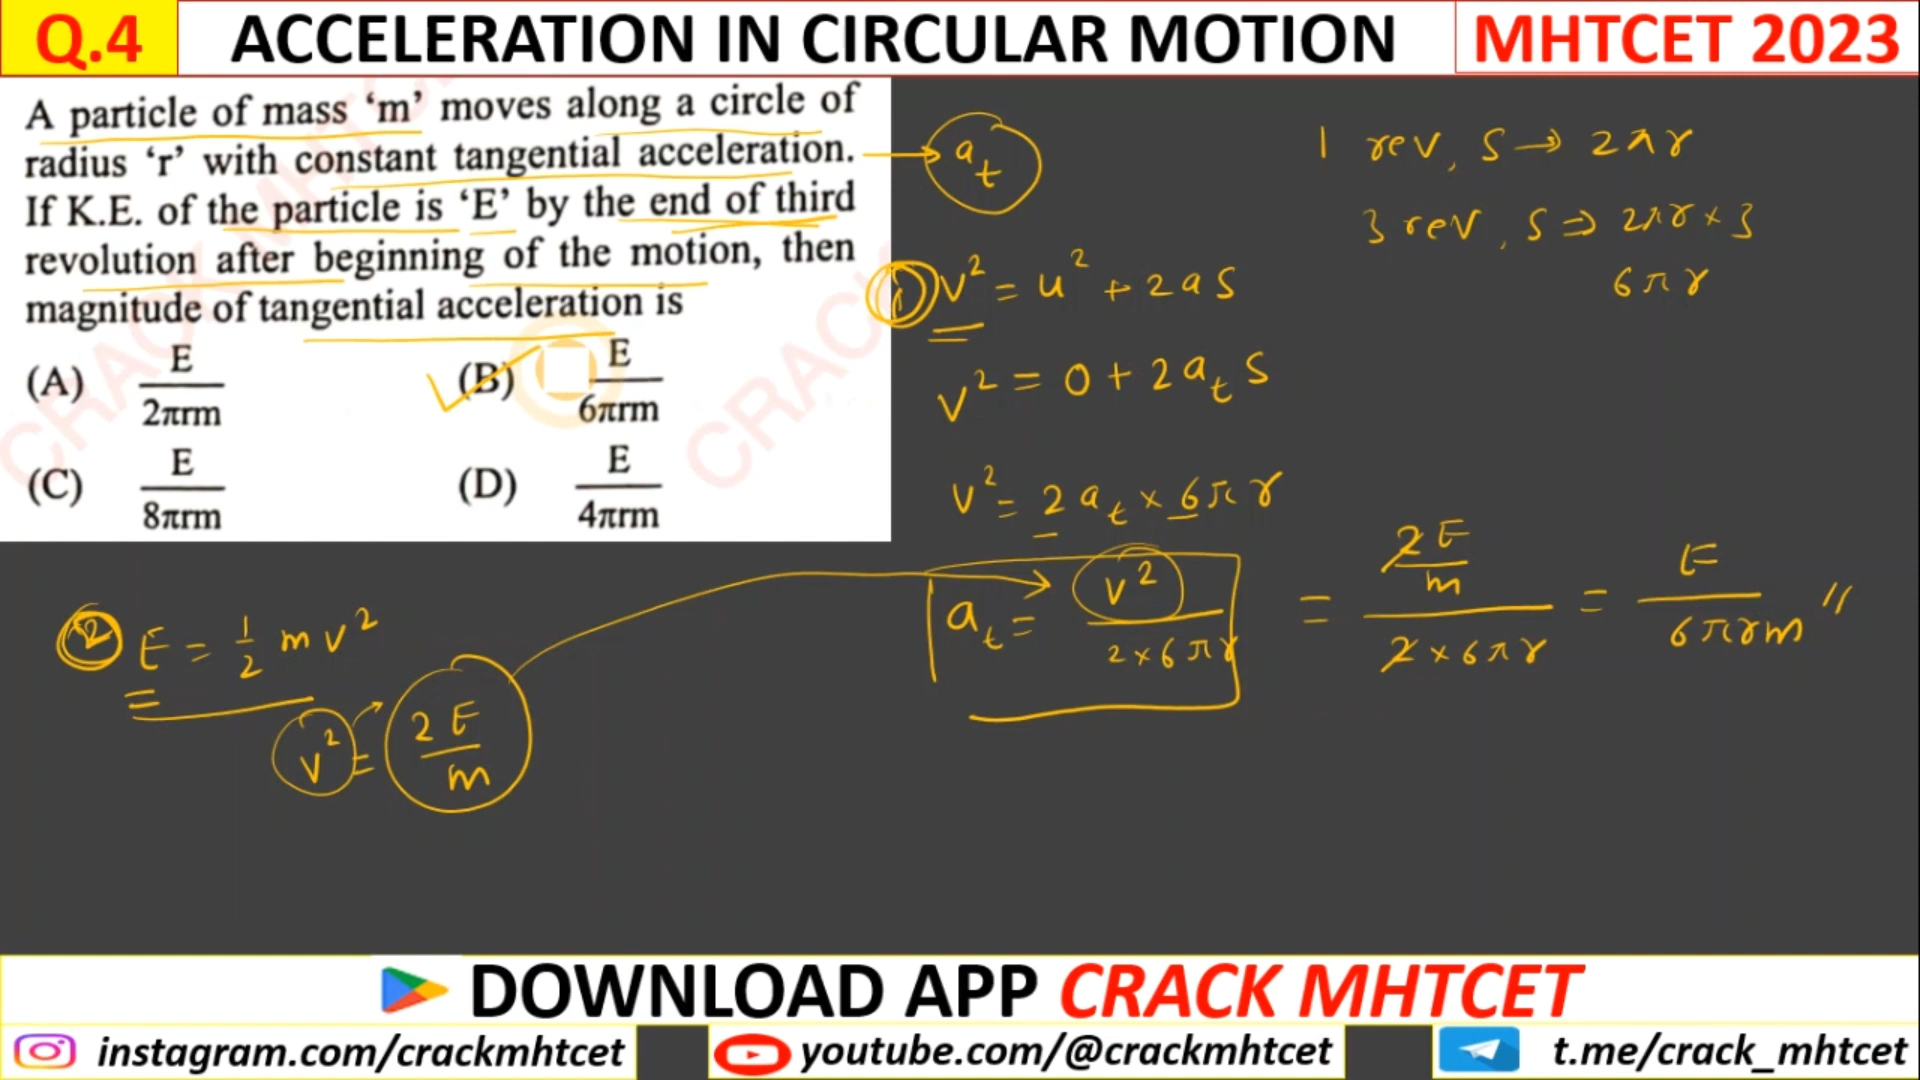 Q.4
ACCELERATION IN CIRCULAR MOTION
MHTCET 2023
A particle of mass ‘m’ moves along a circle of
radius ‘r’ with constant tangential acceleration.
If K.E. of the particle is ‘E’ by the end of third
revolution after beginning of the motion, then
magnitude of tangential acceleration is
(A) E/2πrm
(B) E/6πrm
(C) E/8πrm
(D) E/4πrm
CRACK MHTC
CRACK
a_t
1 rev, S → 2πr
3 rev, S ⇒ 2πr × 3
6πr
① v² = u² + 2as
v² = 0 + 2a_t S
v² = 2a_t × 6πr
a_t = v²/2×6πr = (2E/m)/(2×6πr) = E/6πrm //
② E = 1/2 mv²
v² = 2E/m
DOWNLOAD APP CRACK MHTCET
instagram.com/crackmhtcet
youtube.com/@crackmhtcet
t.me/crack_mhtcet